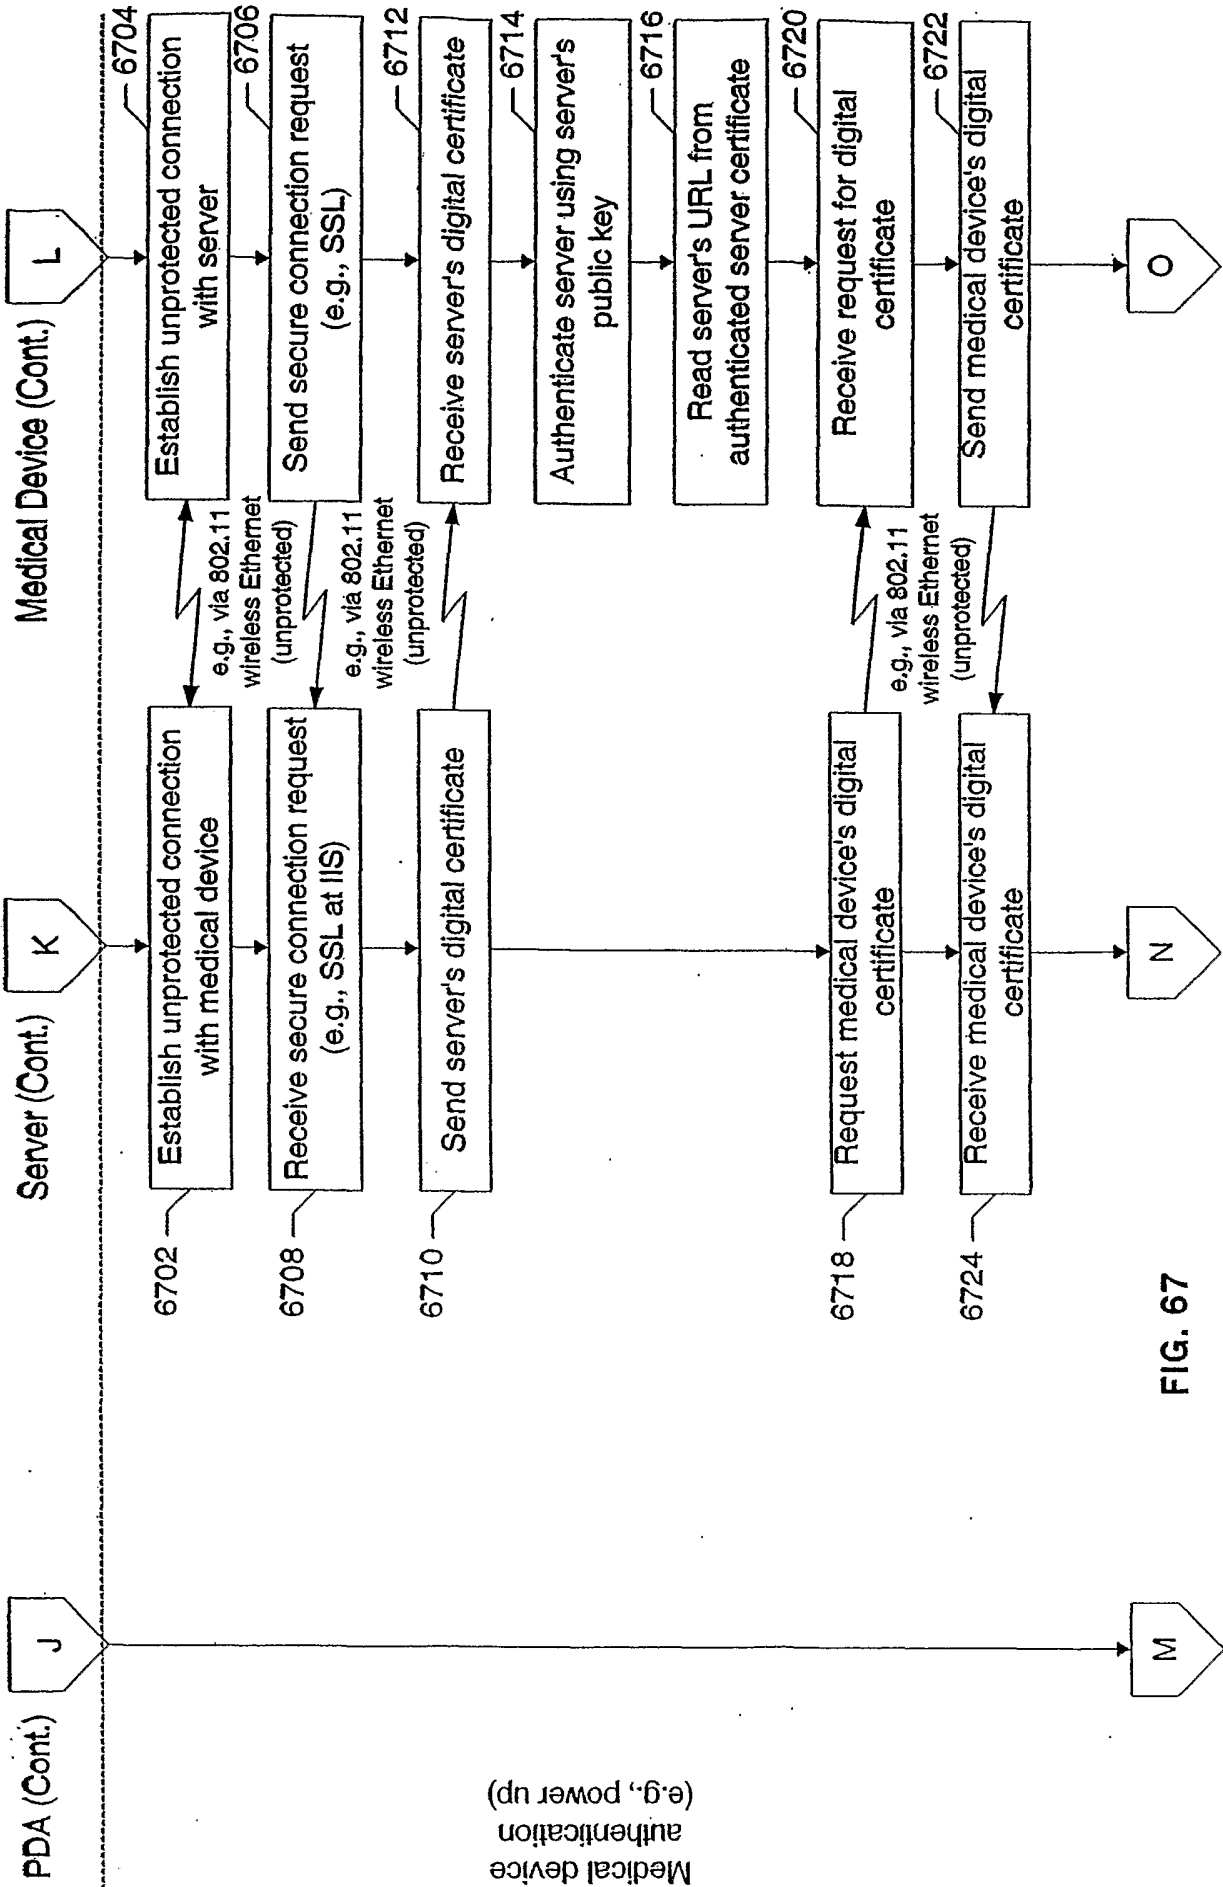 PDA (Cont.)
Server (Cont.)
Medical Device (Cont.)
J
K
L
Medical device
authentication
(e.g., power up)
6702
Establish unprotected connection
with medical device
e.g., via 802.11
wireless Ethernet
(unprotected)
6704
Establish unprotected connection
with server
6708
Receive secure connection request
(e.g., SSL at IIS)
e.g., via 802.11
wireless Ethernet
(unprotected)
6706
Send secure connection request
(e.g., SSL)
6710
Send server's digital certificate
6712
Receive server's digital certificate
6714
Authenticate server using server's
public key
6716
Read server's URL from
authenticated server certificate
6718
Request medical device's digital
certificate
e.g., via 802.11
wireless Ethernet
(unprotected)
6720
Receive request for digital
certificate
6724
Receive medical device's digital
certificate
6722
Send medical device's digital
certificate
M
N
O
FIG. 67